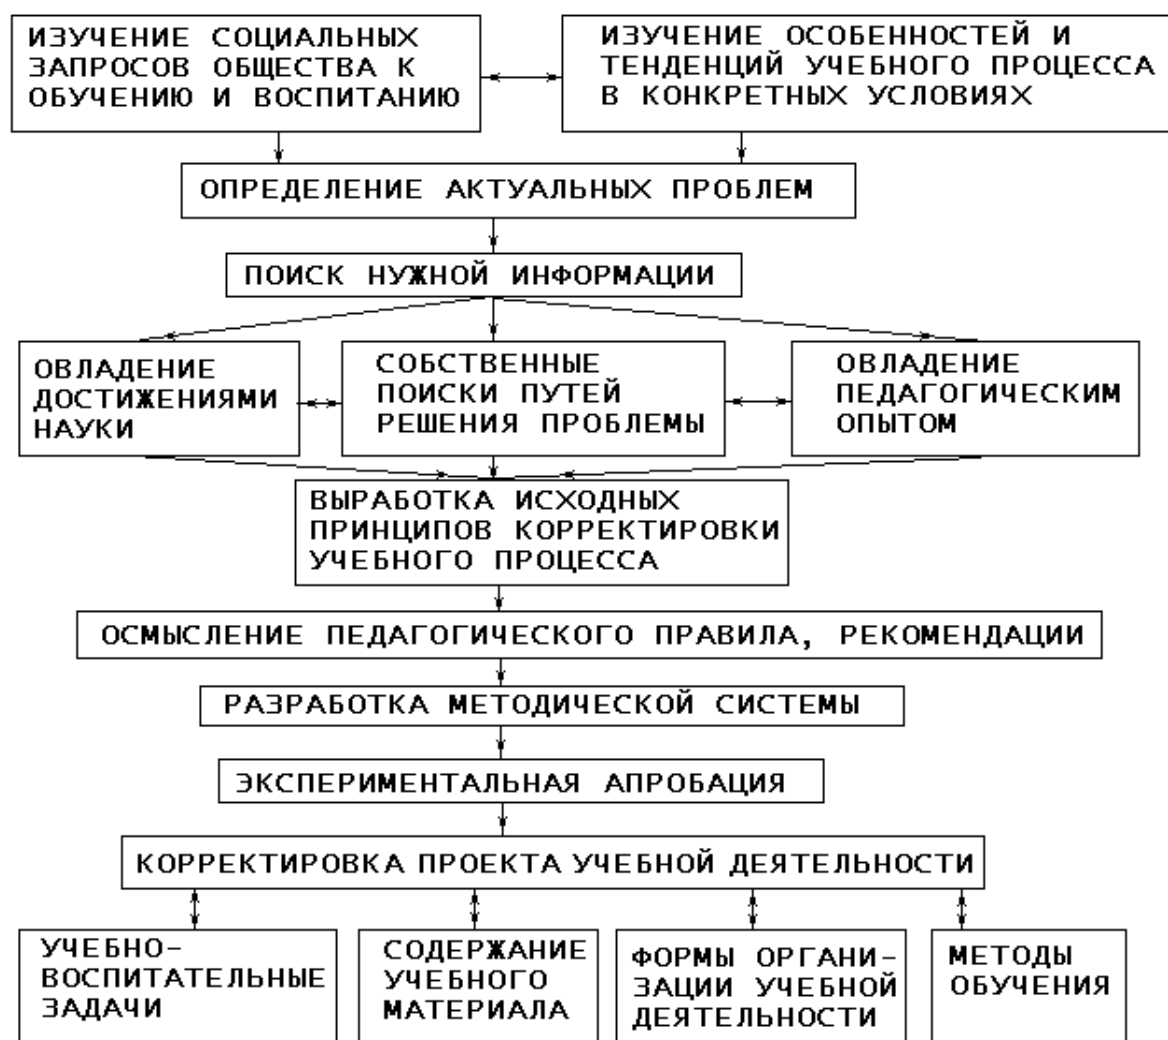 ИЗУЧЕНИЕ СОЦИАЛЬНЫХ
ЗАПРОСОВ ОБЩЕСТВА К
ОБУЧЕНИЮ И ВОСПИТАНИЮ
ИЗУЧЕНИЕ ОСОБЕННОСТЕЙ И
ТЕНДЕНЦИЙ УЧЕБНОГО ПРОЦЕССА
В КОНКРЕТНЫХ УСЛОВИЯХ
ОПРЕДЕЛЕНИЕ АКТУАЛЬНЫХ ПРОБЛЕМ
ПОИСК НУЖНОЙ ИНФОРМАЦИИ
ОВЛАДЕНИЕ
ДОСТИЖЕНИЯМИ
НАУКИ
СОБСТВЕННЫЕ
ПОИСКИ ПУТЕЙ
РЕШЕНИЯ ПРОБЛЕМЫ
ОВЛАДЕНИЕ
ПЕДАГОГИЧЕСКИМ
ОПЫТОМ
ВЫРАБОТКА ИСХОДНЫХ
ПРИНЦИПОВ КОРРЕКТИРОВКИ
УЧЕБНОГО ПРОЦЕССА
ОСМЫСЛЕНИЕ ПЕДАГОГИЧЕСКОГО ПРАВИЛА, РЕКОМЕНДАЦИИ
РАЗРАБОТКА МЕТОДИЧЕСКОЙ СИСТЕМЫ
ЭКСПЕРИМЕНТАЛЬНАЯ АПРОБАЦИЯ
КОРРЕКТИРОВКА ПРОЕКТА УЧЕБНОЙ ДЕЯТЕЛЬНОСТИ
УЧЕБНО-
ВОСПИТАТЕЛЬНЫЕ
ЗАДАЧИ
СОДЕРЖАНИЕ
УЧЕБНОГО
МАТЕРИАЛА
ФОРМЫ ОРГАНИ-
ЗАЦИИ УЧЕБНОЙ
ДЕЯТЕЛЬНОСТИ
МЕТОДЫ
ОБУЧЕНИЯ